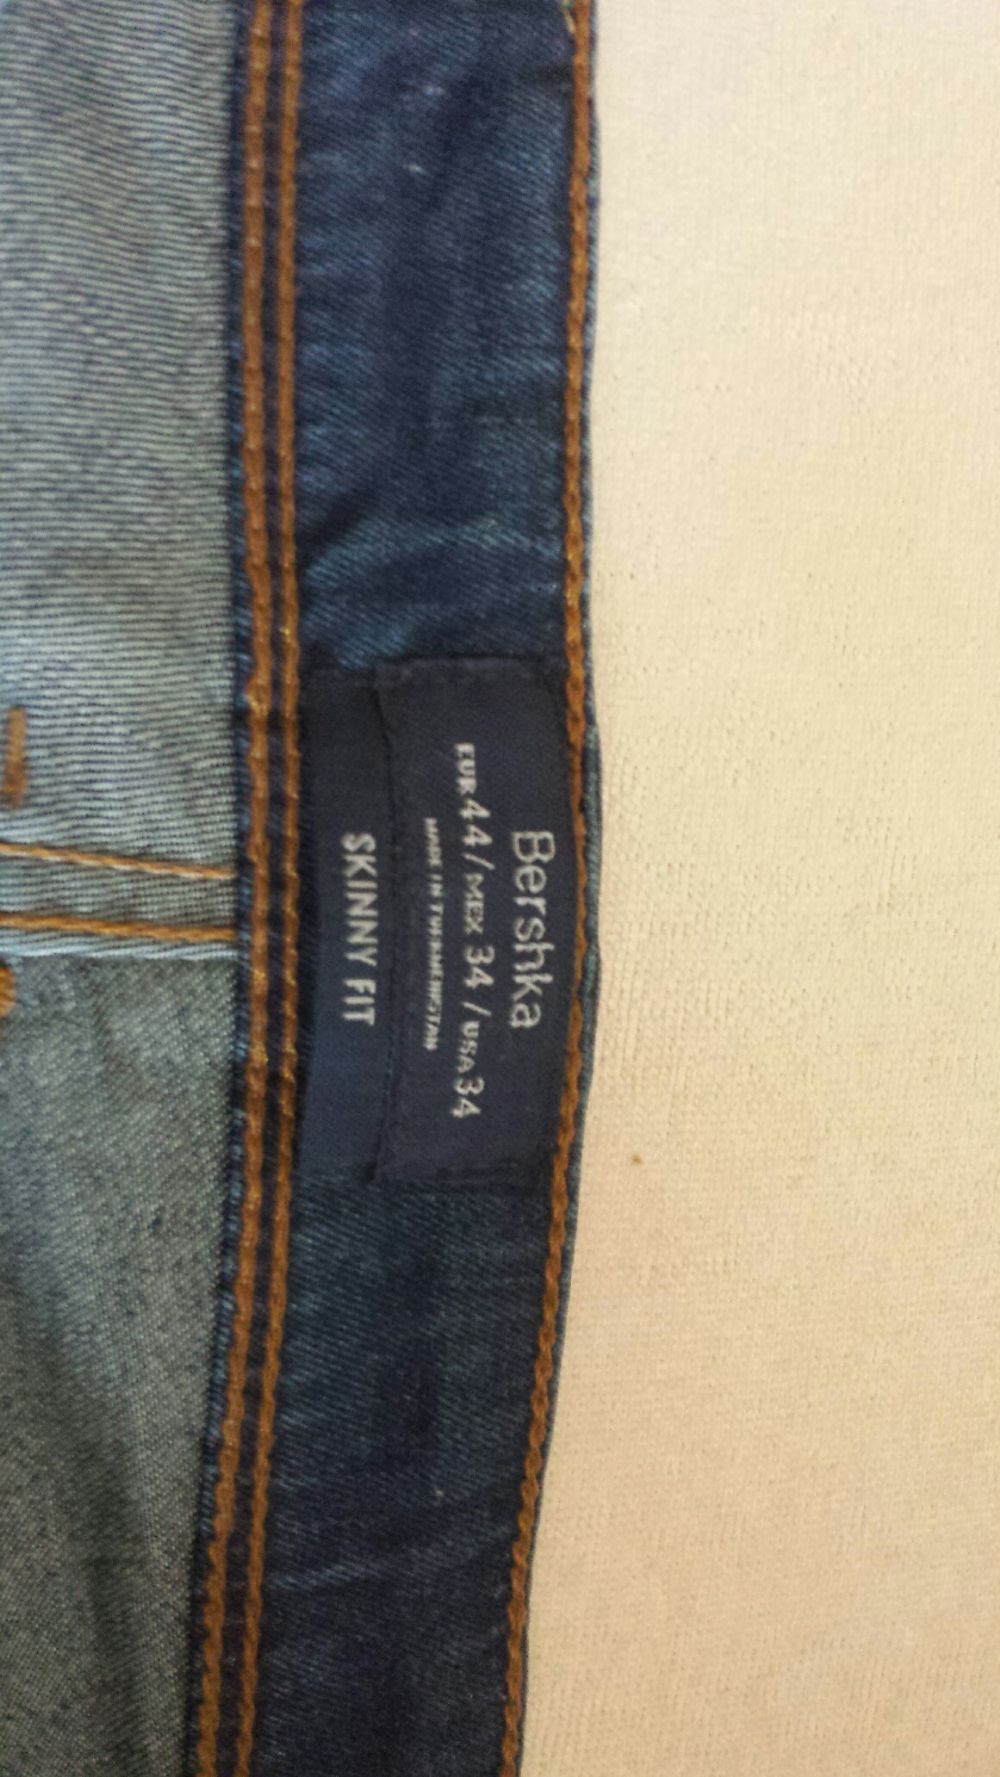 Bershka
EUR 44 / MEX 34 / USA 34
MADE IN TURKMENISTAN
SKINNY FIT